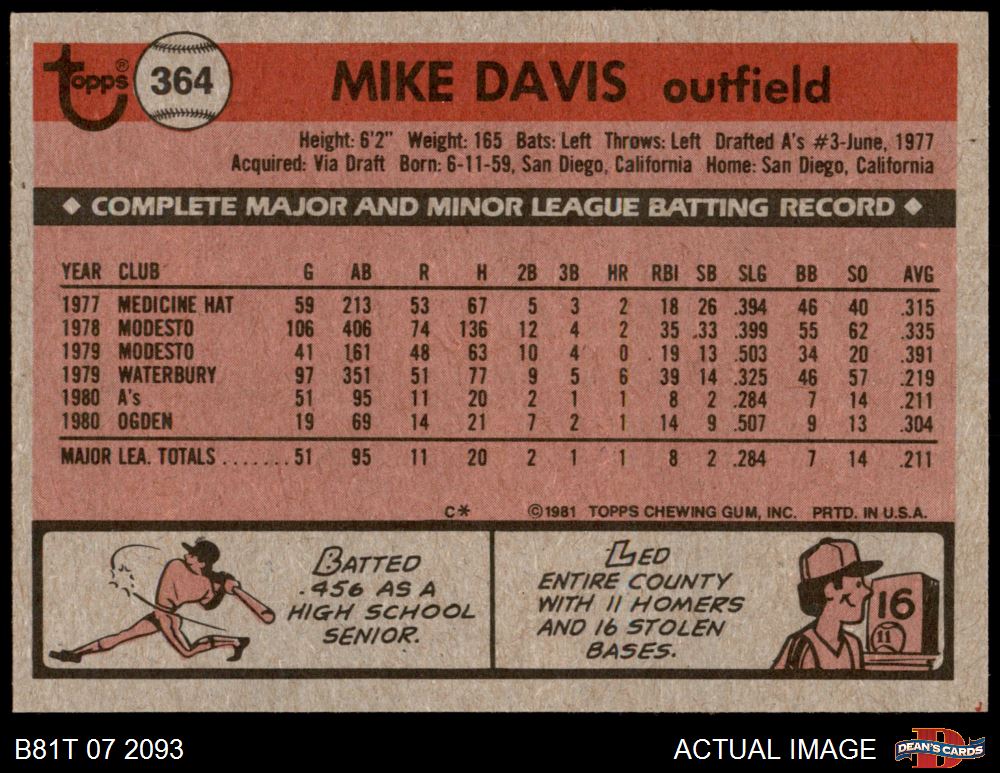 topps® 364 MIKE DAVIS outfield
Height: 6'2" Weight: 165 Bats: Left Throws: Left Drafted A's #3-June, 1977
Acquired: Via Draft Born: 6-11-59, San Diego, California Home: San Diego, California
◆ COMPLETE MAJOR AND MINOR LEAGUE BATTING RECORD ◆
YEAR CLUB G AB R H 2B 3B HR RBI SB SLG BB SO AVG
1977 MEDICINE HAT 59 213 53 67 5 3 2 18 26 .394 46 40 .315
1978 MODESTO 106 406 74 136 12 4 2 35 33 .399 55 62 .335
1979 MODESTO 41 161 48 63 10 4 0 19 13 .503 34 20 .391
1979 WATERBURY 97 351 51 77 9 5 6 39 14 .325 46 57 .219
1980 A's 51 95 11 20 2 1 1 8 2 .284 7 14 .211
1980 OGDEN 19 69 14 21 7 2 1 14 9 .507 9 13 .304
MAJOR LEA. TOTALS .......51 95 11 20 2 1 1 8 2 .284 7 14 .211
C* ©1981 TOPPS CHEWING GUM, INC. PRTD. IN U.S.A.
BATTED
.456 AS A
HIGH SCHOOL
SENIOR.
LED
ENTIRE COUNTY
WITH 11 HOMERS
AND 16 STOLEN
BASES.
16
11
B81T 07 2093 ACTUAL IMAGE DEAN'S CARDS